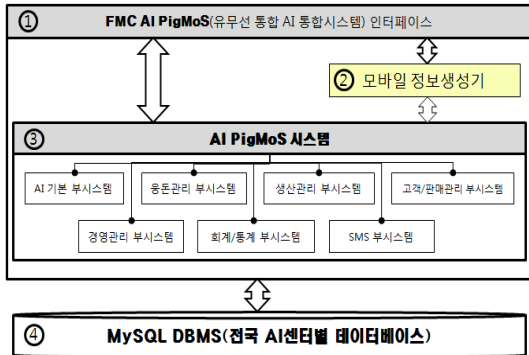 ① FMC AI PigMoS(유무선 통합 AI 통합시스템) 인터페이스
② 모바일 정보생성기
③ AI PigMoS 시스템
AI 기본 부시스템 웅돈관리 부시스템 생산관리 부시스템 고객/판매관리 부시스템
경영관리 부시스템 회계/통계 부시스템 SMS 부시스템
④ MySQL DBMS(전국 AI센터별 데이터베이스)